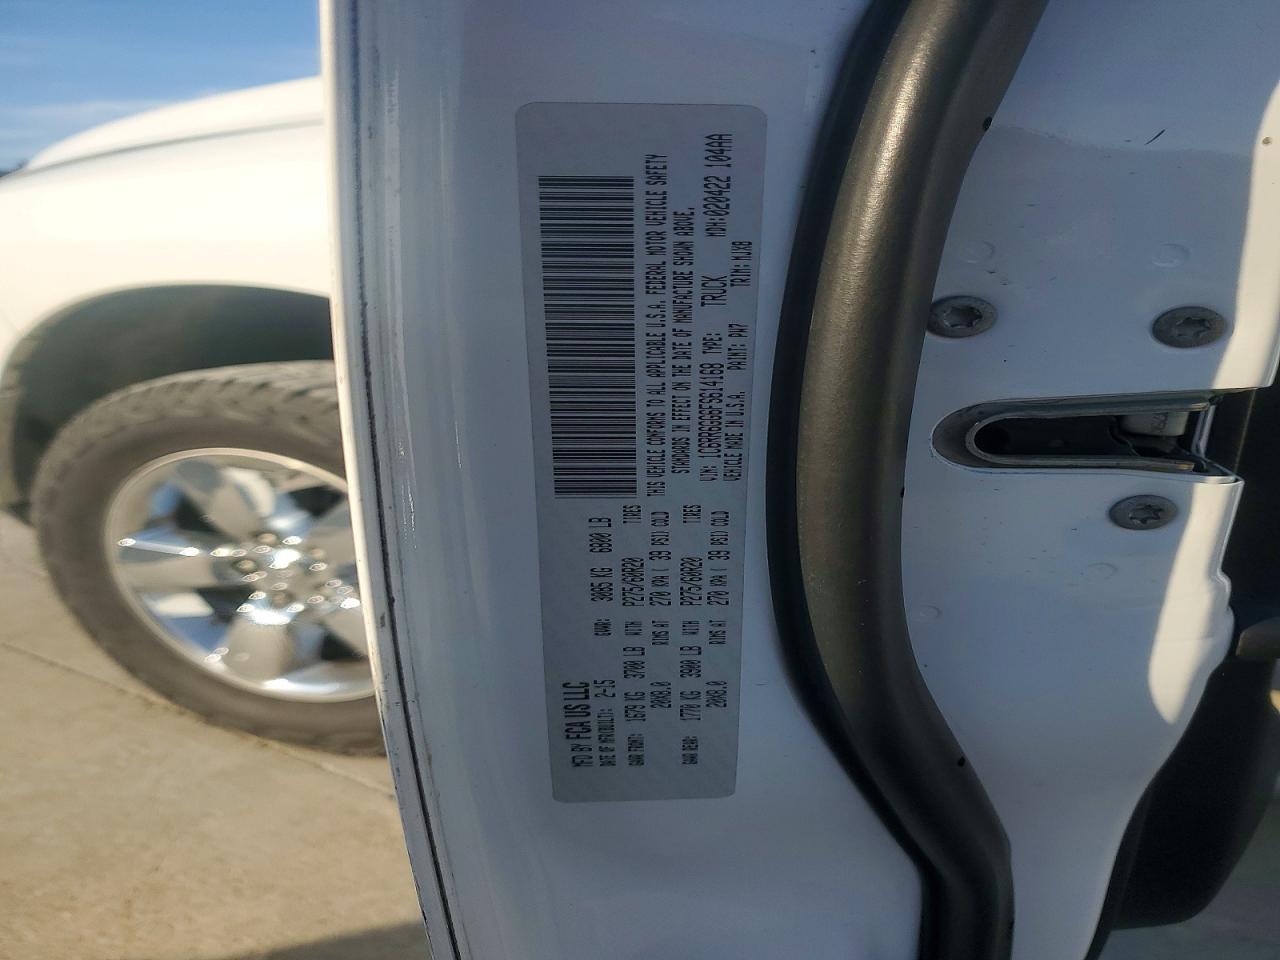 MFD BY FCA US LLC
DATE OF MFR(BUILT): 2-15 GVWR: 3085 KG 6800 LB
GAWR FRONT: 1679 KG 3700 LB WITH P275/60R20 TIRES
20X8.0 RIMS AT 270 KPA ( 39 PSI) COLD
GAWR REAR: 1770 KG 3900 LB WITH P275/60R20 TIRES
20X8.0 RIMS AT 270 KPA ( 39 PSI) COLD
THIS VEHICLE CONFORMS TO ALL APPLICABLE U.S.A. FEDERAL MOTOR VEHICLE SAFETY
STANDARDS IN EFFECT ON THE DATE OF MANUFACTURE SHOWN ABOVE.
VIN: 1C6RR6GG8FS614168 TYPE: TRUCK MDH:020422 104AA
VEHICLE MADE IN U.S.A. PAINT: PW7 TRIM: MJX8